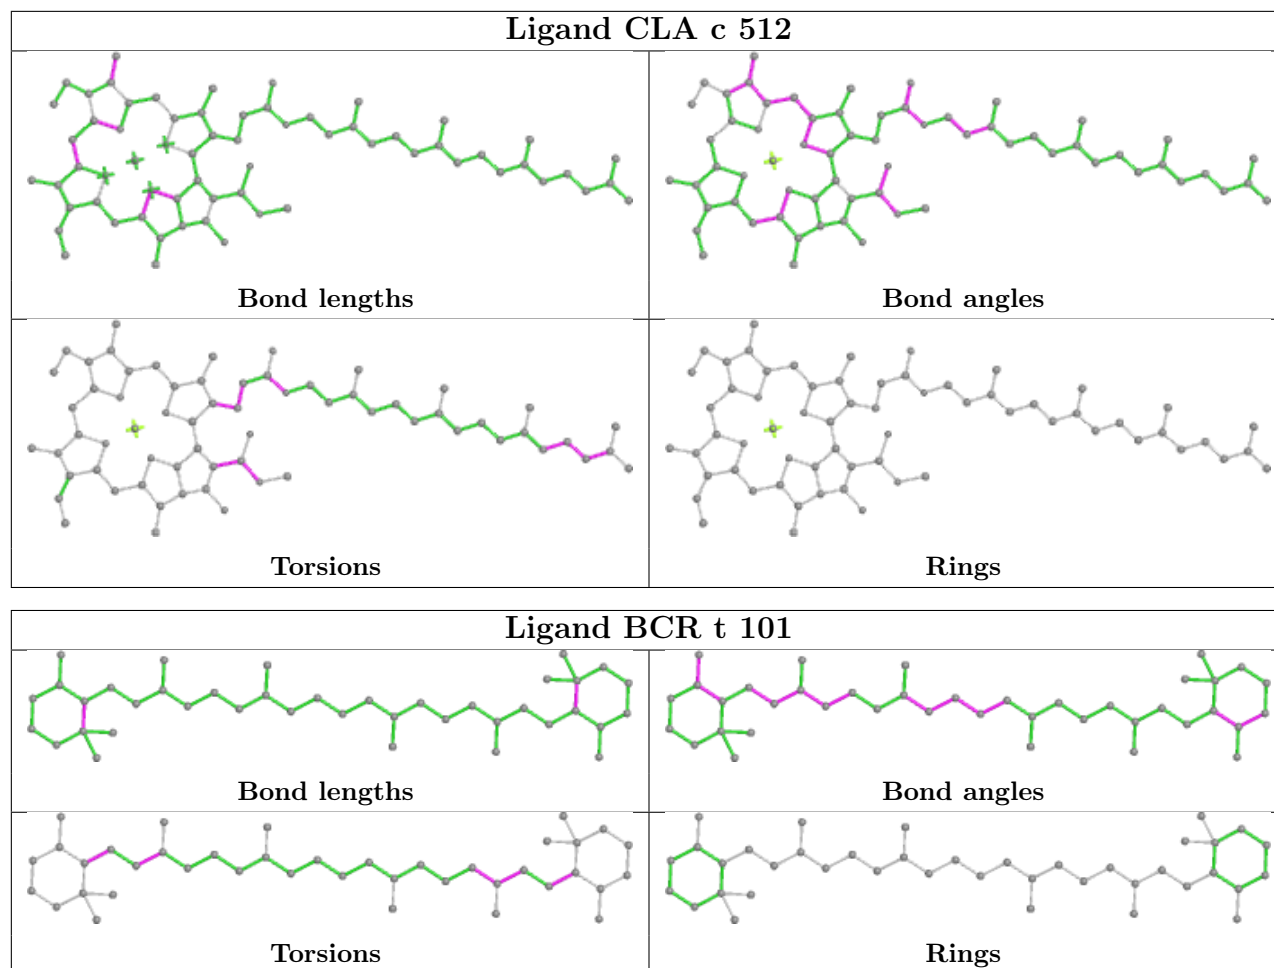 Ligand CLA c 512
Bond lengths
Bond angles
Torsions
Rings
Ligand BCR t 101
Bond lengths
Bond angles
Torsions
Rings